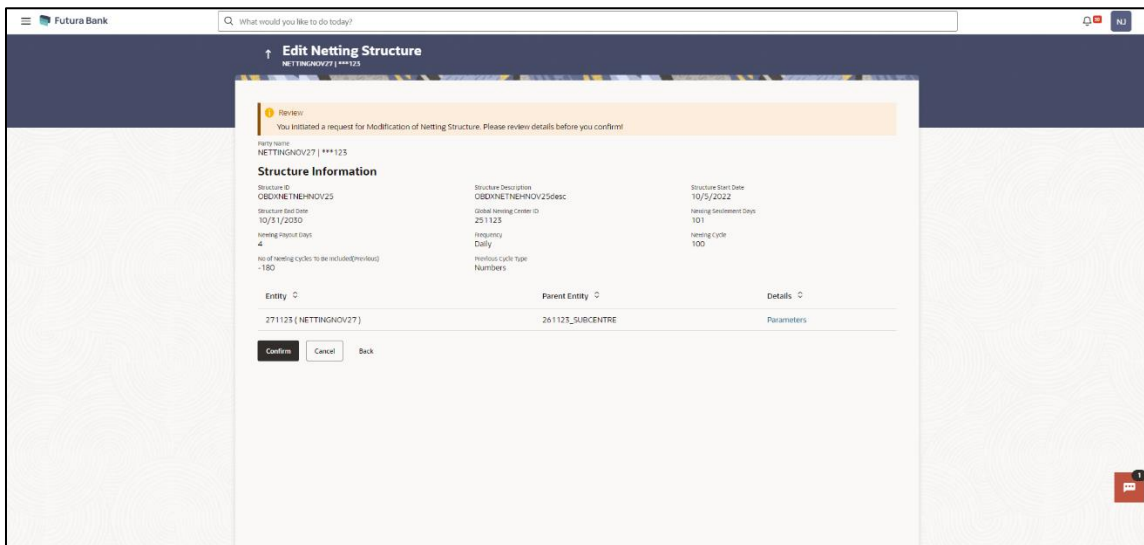 Futura Bank
What would you like to do today?
NJ
Edit Netting Structure
NETTINGNOV27 | ***123
Review
You initiated a request for Modification of Netting Structure. Please review details before you confirm!
Party Name
NETTINGNOV27 | ***123
Structure Information
Structure ID Structure Description Structure Start Date
OBDXNETNEHNOV25 OBDXNETNEHNOV25desc 10/5/2022
Structure End Date Global Netting Center ID Netting Settlement Days
10/31/2030 251123 101
Netting Payout Days Frequency Netting Cycle
4 Daily 100
No of Netting Cycles To Be Included(Previous) Previous Cycle Type
-180 Numbers
Entity Parent Entity Details
271123 ( NETTINGNOV27 ) 261123_SUBCENTRE Parameters
Confirm Cancel Back
1